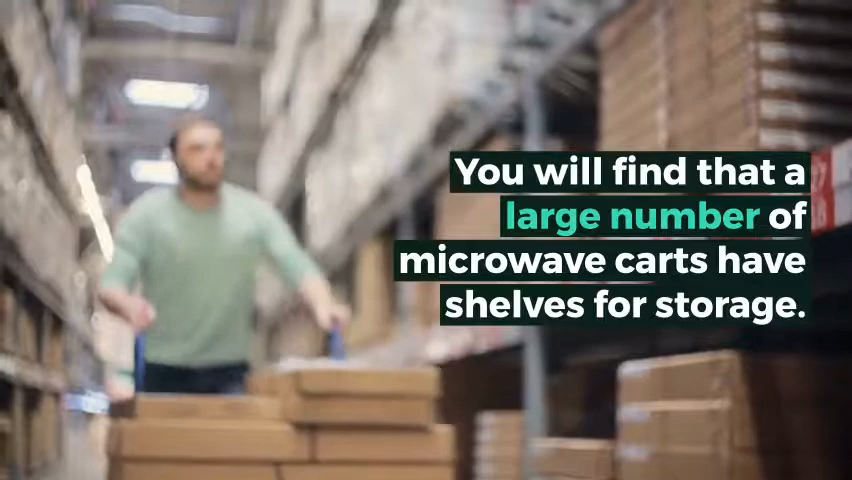 You will find that a
large number of
microwave carts have
shelves for storage.